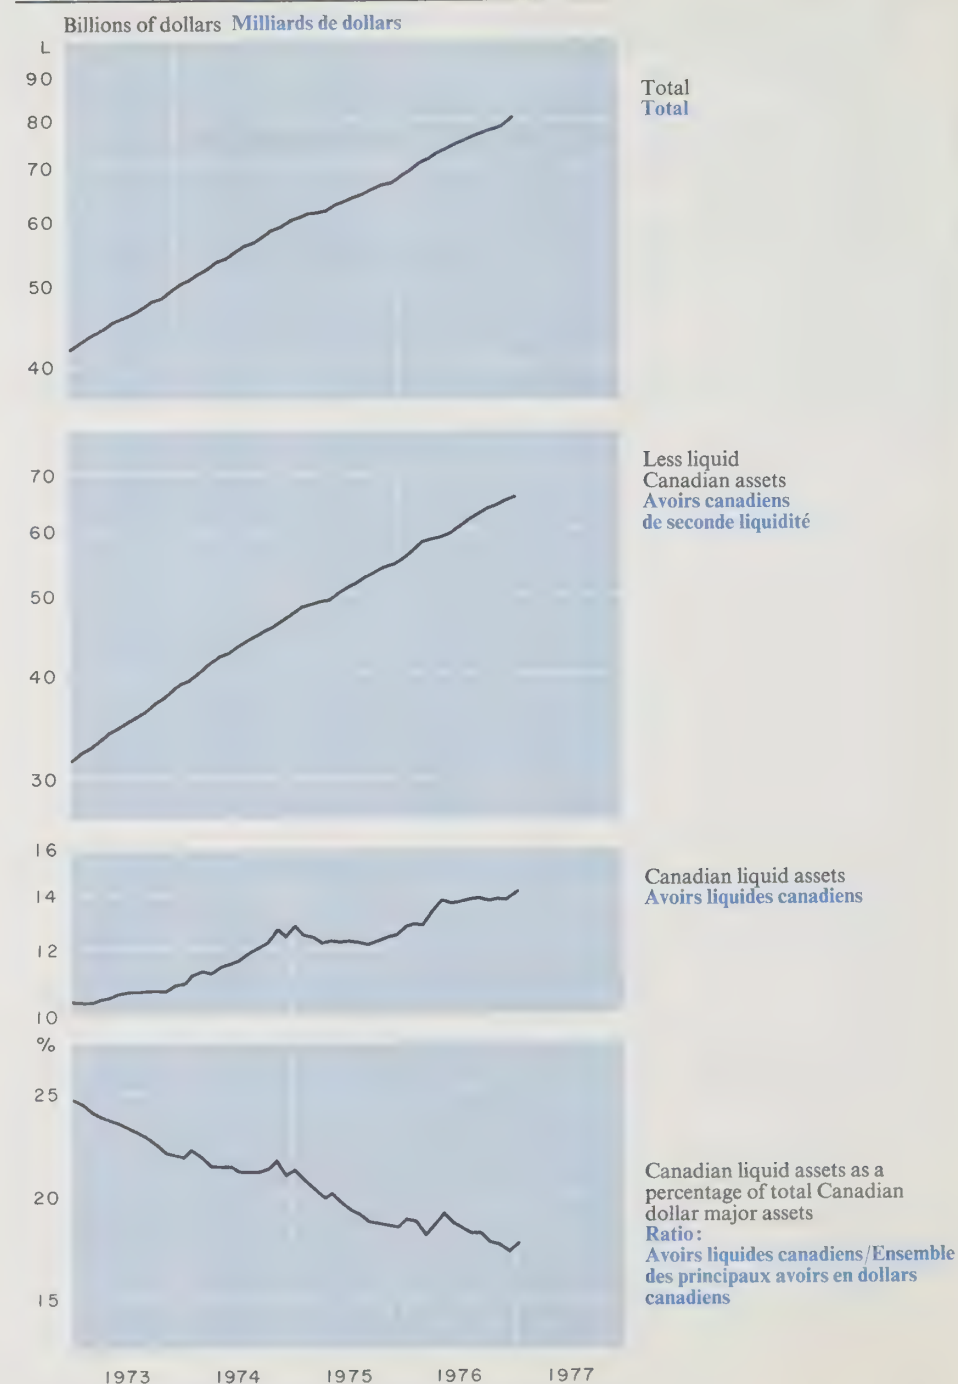 Billions of dollars Milliards de dollars
L
90
80
70
60
50
40
Total
Total
70
60
50
40
30
Less liquid
Canadian assets
Avoirs canadiens
de seconde liquidité
16
14
12
10
Canadian liquid assets
Avoirs liquides canadiens
%
25
20
15
Canadian liquid assets as a
percentage of total Canadian
dollar major assets
Ratio:
Avoirs liquides canadiens/Ensemble
des principaux avoirs en dollars
canadiens
1973 1974 1975 1976 1977